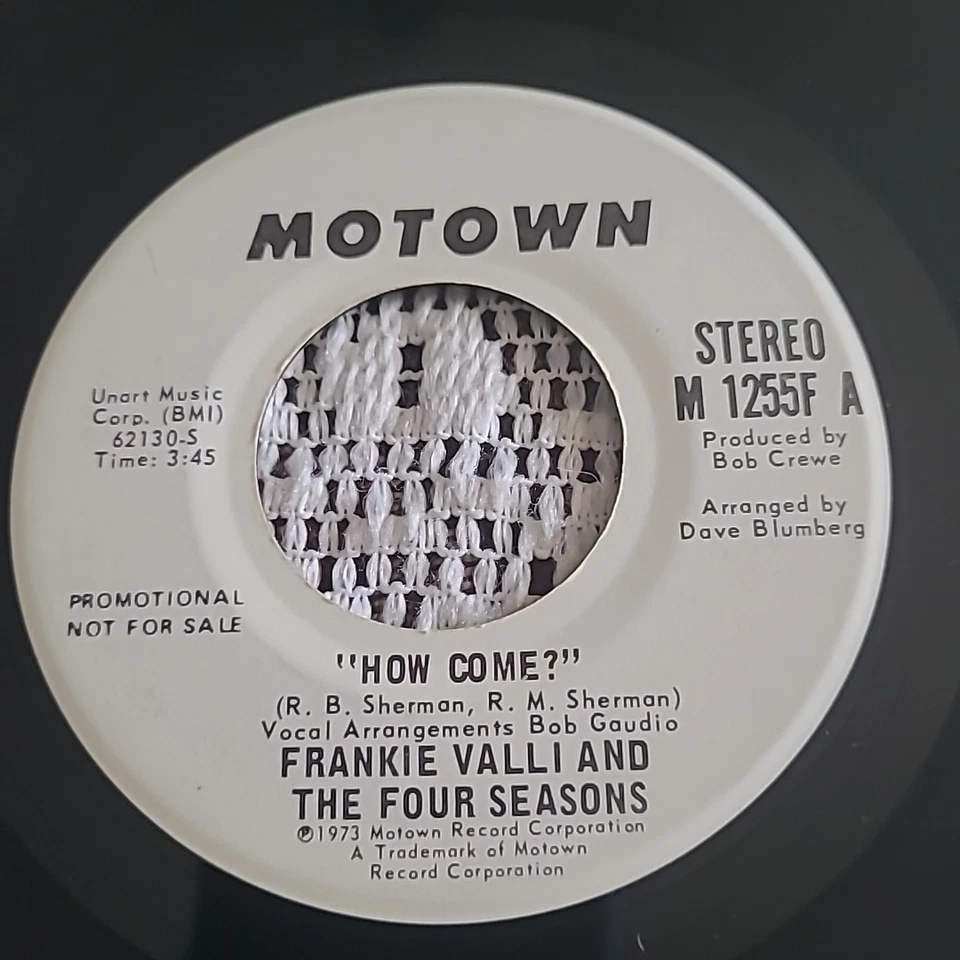 MOTOWN
STEREO
M 1255F A
Produced by
Bob Crewe
Arranged by
Dave Blumberg
Unart Music
Corp. (BMI)
62130-S
Time: 3:45
PROMOTIONAL
NOT FOR SALE
"HOW COME?"
(R. B. Sherman, R. M. Sherman)
Vocal Arrangements Bob Gaudio
FRANKIE VALLI AND
THE FOUR SEASONS
℗1973 Motown Record Corporation
A Trademark of Motown
Record Corporation